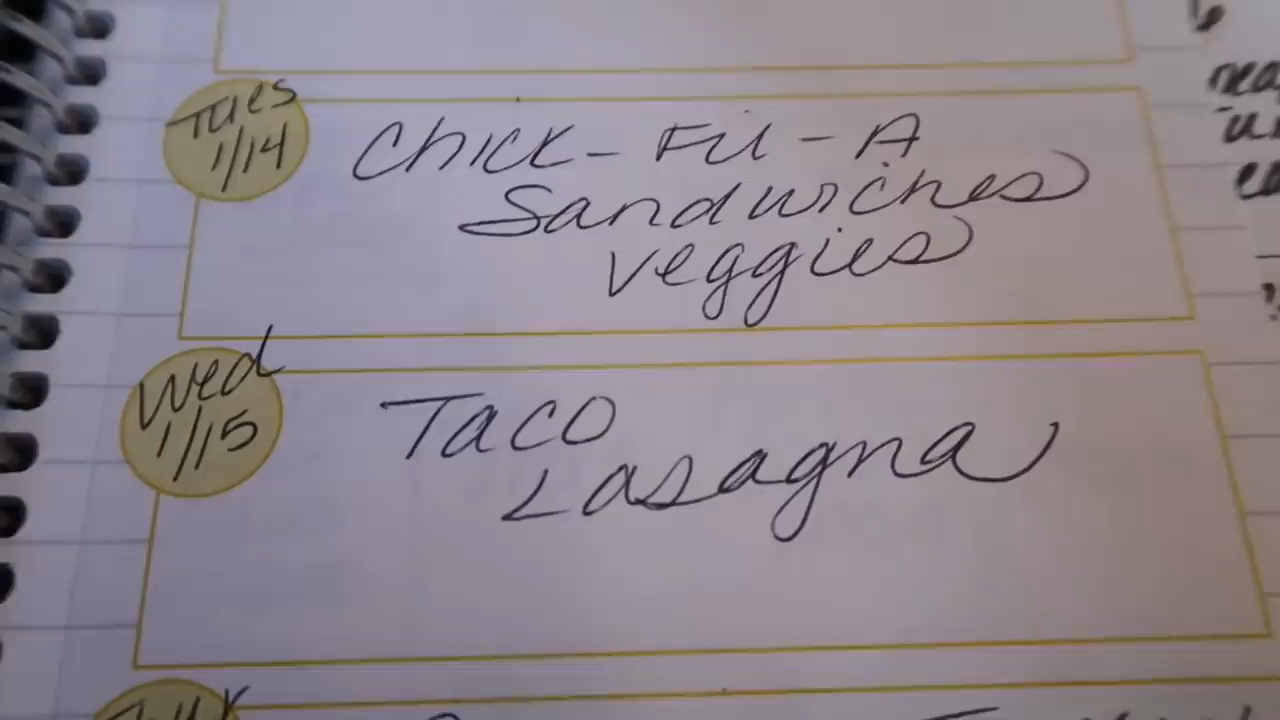 Tues
1/14
Chick-Fil-A
Sandwiches
veggies
Wed
1/15
Taco
Lasagna